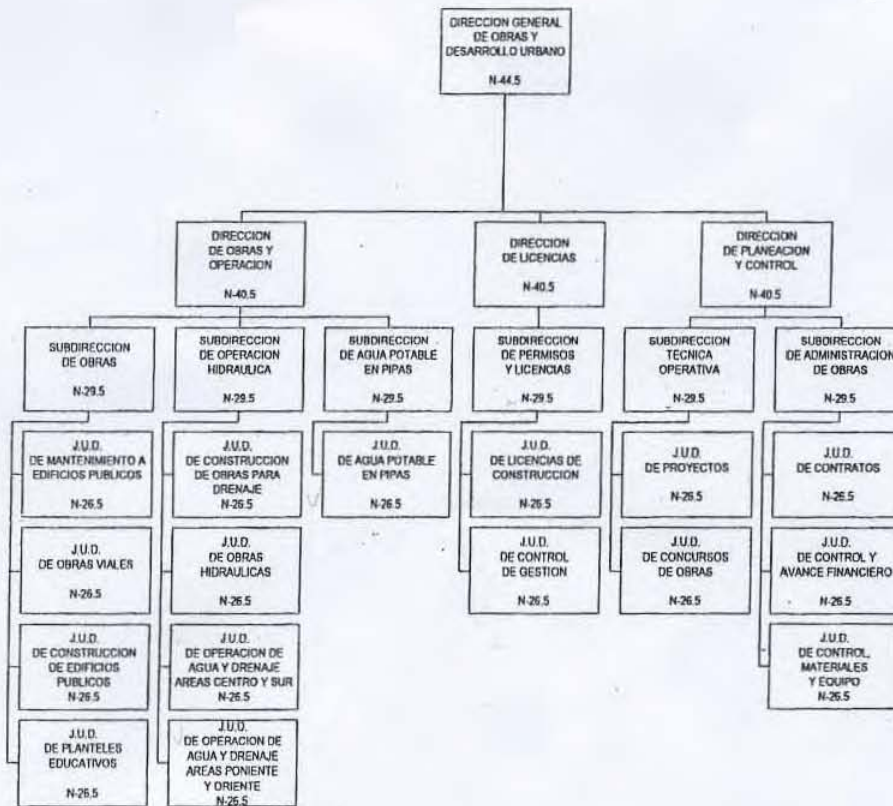 DIRECCION GENERAL
DE OBRAS Y
DESARROLLO URBANO
N-44.5
DIRECCION
DE OBRAS Y
OPERACION
N-40.5
DIRECCION
DE LICENCIAS
N-40.5
DIRECCION
DE PLANEACION
Y CONTROL
N-40.5
SUBDIRECCION
DE OBRAS
N-29.5
SUBDIRECCION
DE OPERACION
HIDRAULICA
N-29.5
SUBDIRECCION
DE AGUA POTABLE
EN PIPAS
N-29.5
SUBDIRECCION
DE PERMISOS
Y LICENCIAS
N-29.5
SUBDIRECCION
TECNICA
OPERATIVA
N-29.5
SUBDIRECCION
DE ADMINISTRACION
DE OBRAS
N-29.5
J.U.D.
DE MANTENIMIENTO A
EDIFICIOS PUBLICOS
N-26.5
J.U.D.
DE CONSTRUCCION
DE OBRAS PARA
DRENAJE
N-26.5
J.U.D.
DE AGUA POTABLE
EN PIPAS
N-26.5
J.U.D.
DE LICENCIAS DE
CONSTRUCCION
N-26.5
J.U.D.
DE PROYECTOS
N-26.5
J.U.D.
DE CONTRATOS
N-26.5
J.U.D.
DE OBRAS VIALES
N-26.5
J.U.D.
DE OBRAS
HIDRAULICAS
N-26.5
J.U.D.
DE CONTROL
DE GESTION
N-26.5
J.U.D.
DE CONCURSOS
DE OBRAS
N-26.5
J.U.D.
DE CONTROL Y
AVANCE FINANCIERO
N-26.5
J.U.D.
DE CONSTRUCCION
DE EDIFICIOS
PUBLICOS
N-26.5
J.U.D.
DE OPERACION DE
AGUA Y DRENAJE
AREAS CENTRO Y SUR
N-26.5
J.U.D.
DE CONTROL,
MATERIALES
Y EQUIPO
N-26.5
J.U.D.
DE PLANTELES
EDUCATIVOS
N-26.5
J.U.D.
DE OPERACION DE
AGUA Y DRENAJE
AREAS PONIENTE
Y ORIENTE
N-26.5